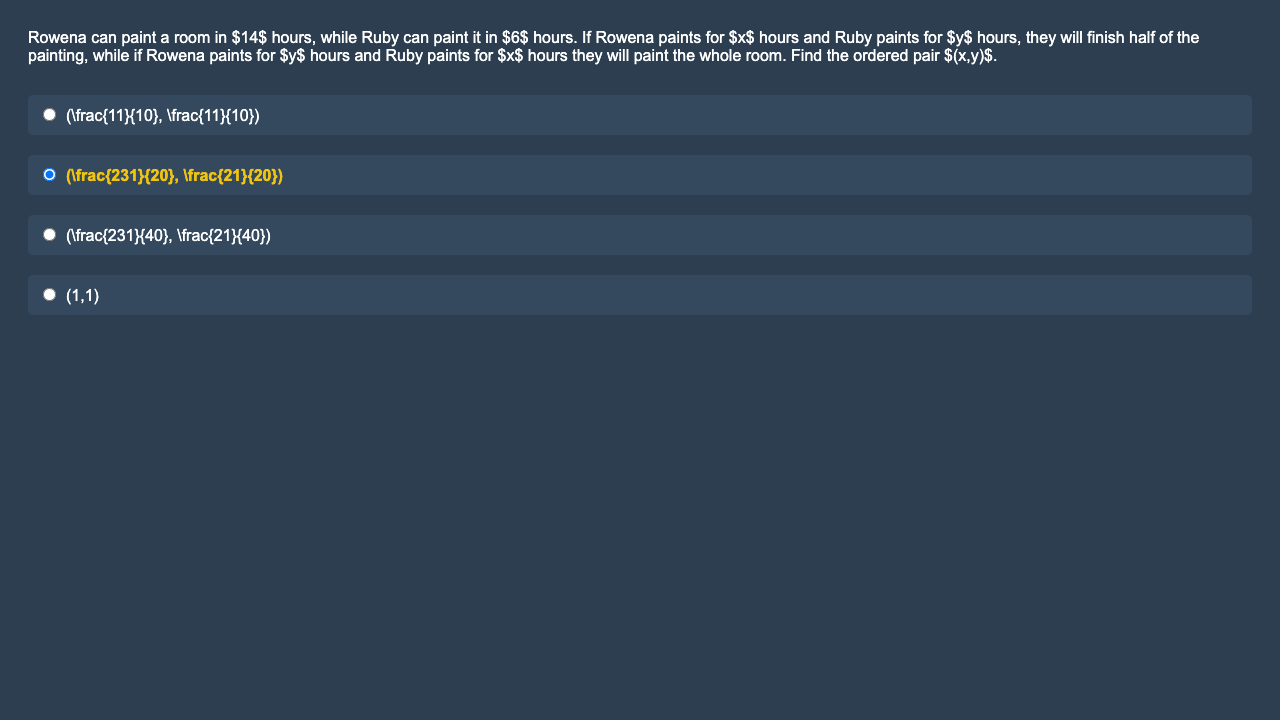 Rowena can paint a room in $14$ hours, while Ruby can paint it in $6$ hours. If Rowena paints for $x$ hours and Ruby paints for $y$ hours, they will finish half of the
painting, while if Rowena paints for $y$ hours and Ruby paints for $x$ hours they will paint the whole room. Find the ordered pair $(x,y)$.
(\frac{11}{10}, \frac{11}{10})
(\frac{231}{20}, \frac{21}{20})
(\frac{231}{40}, \frac{21}{40})
(1,1)